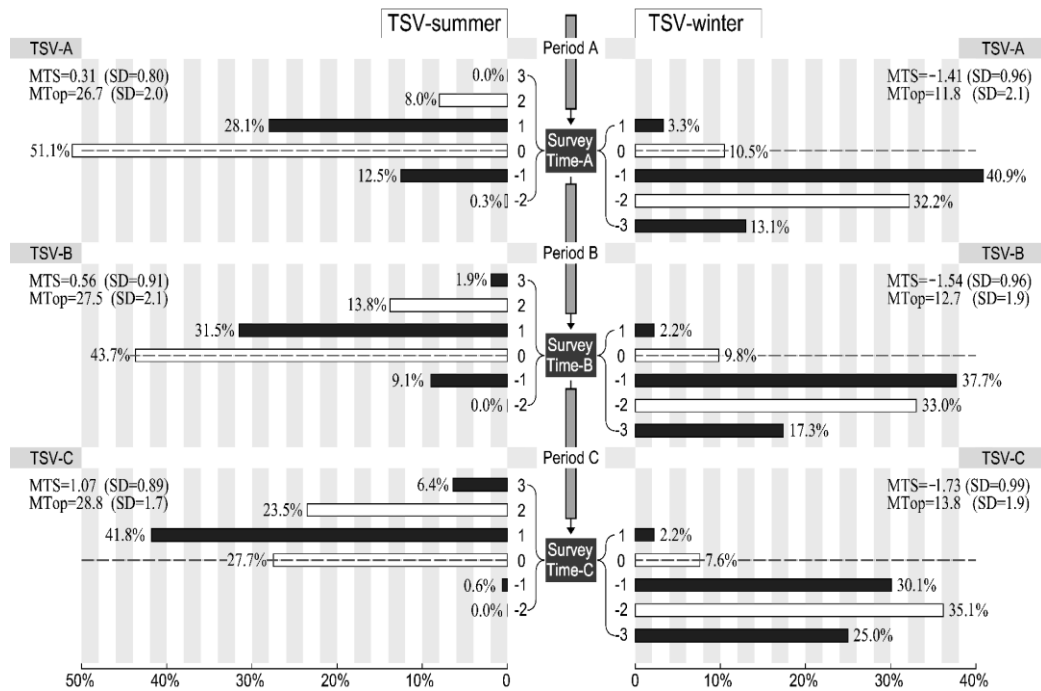 TSV-summer
TSV-winter
TSV-A
Period A
TSV-A
MTS=0.31 (SD=0.80)
MTop=26.7 (SD=2.0)
0.0% 3
8.0% 2
28.1% 1
51.1% 0
12.5% -1
0.3% -2
Survey
Time-A
MTS=−1.41 (SD=0.96)
MTop=11.8 (SD=2.1)
1 3.3%
0 10.5%
-1 40.9%
-2 32.2%
-3 13.1%
TSV-B
Period B
TSV-B
MTS=0.56 (SD=0.91)
MTop=27.5 (SD=2.1)
1.9% 3
13.8% 2
31.5% 1
43.7% 0
9.1% -1
0.0% -2
Survey
Time-B
MTS=−1.54 (SD=0.96)
MTop=12.7 (SD=1.9)
1 2.2%
0 9.8%
-1 37.7%
-2 33.0%
-3 17.3%
TSV-C
Period C
TSV-C
MTS=1.07 (SD=0.89)
MTop=28.8 (SD=1.7)
6.4% 3
23.5% 2
41.8% 1
27.7% 0
0.6% -1
0.0% -2
Survey
Time-C
MTS=−1.73 (SD=0.99)
MTop=13.8 (SD=1.9)
1 2.2%
0 7.6%
-1 30.1%
-2 35.1%
-3 25.0%
50% 40% 30% 20% 10% 0
0 10% 20% 30% 40%